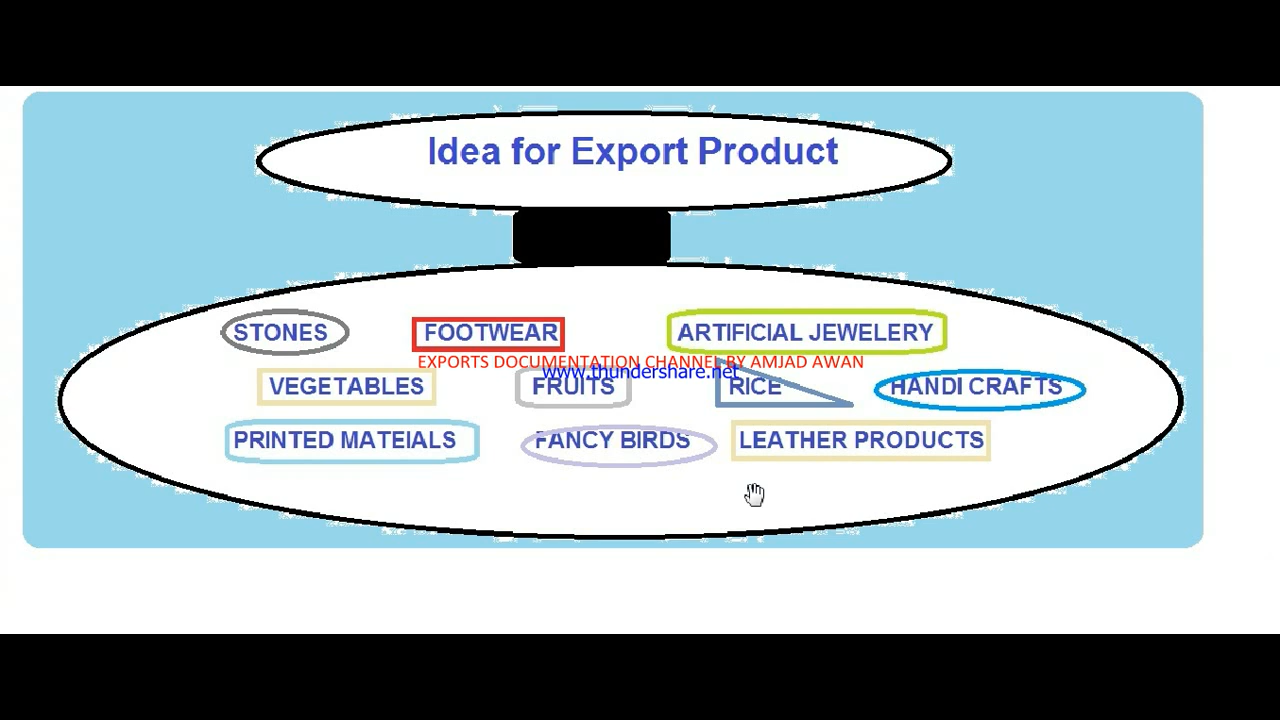 Idea for Export Product
STONES FOOTWEAR ARTIFICIAL JEWELERY
EXPORTS DOCUMENTATION CHANNEL BY AMJAD AWAN
www.thundershare.net
VEGETABLES FRUITS RICE HANDI CRAFTS
PRINTED MATEIALS FANCY BIRDS LEATHER PRODUCTS